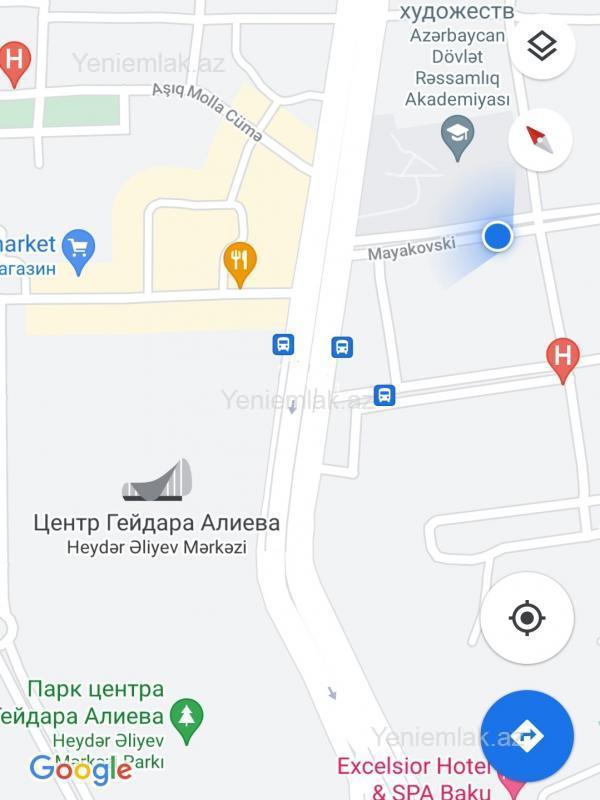 художеств
Azərbaycan
Dövlət
Rəssamlıq
Akademiyası
Yeniemlak.az
H
Aşıq Molla Cümə
market
агазин
Mayakovski
H
Yeniemlak.az
Центр Гейдара Алиева
Heydər Əliyev Mərkəzi
Парк центра
Гейдара Алиева
Heydər Əliyev
Mərkəzi Parkı
Google
Yeniemlak.az
Excelsior Hotel
& SPA Baku